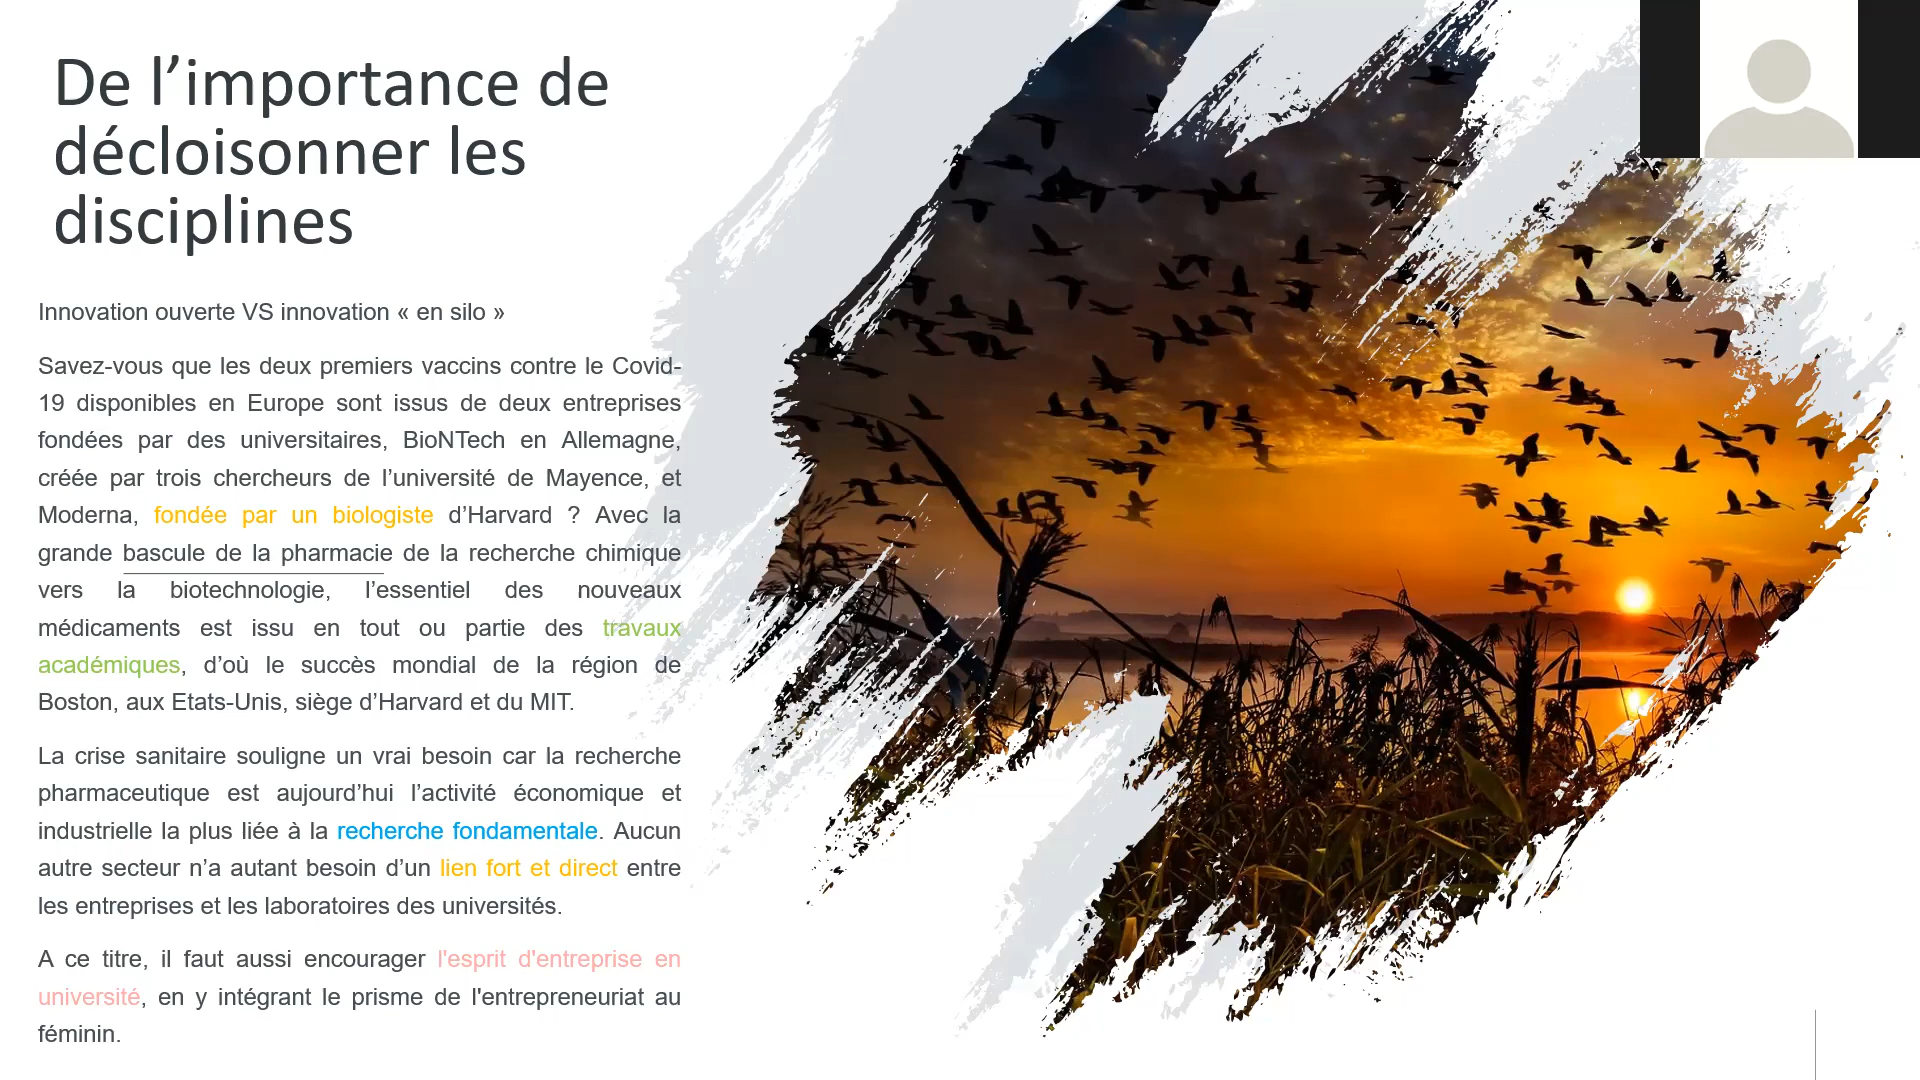 De l’importance de
décloisonner les
disciplines
Innovation ouverte VS innovation « en silo »
Savez-vous que les deux premiers vaccins contre le Covid-
19 disponibles en Europe sont issus de deux entreprises
fondées par des universitaires, BioNTech en Allemagne,
créée par trois chercheurs de l’université de Mayence, et
Moderna, fondée par un biologiste d’Harvard ? Avec la
grande bascule de la pharmacie de la recherche chimique
vers la biotechnologie, l’essentiel des nouveaux
médicaments est issu en tout ou partie des travaux
académiques, d’où le succès mondial de la région de
Boston, aux Etats-Unis, siège d’Harvard et du MIT.
La crise sanitaire souligne un vrai besoin car la recherche
pharmaceutique est aujourd’hui l’activité économique et
industrielle la plus liée à la recherche fondamentale. Aucun
autre secteur n’a autant besoin d’un lien fort et direct entre
les entreprises et les laboratoires des universités.
A ce titre, il faut aussi encourager l'esprit d'entreprise en
université, en y intégrant le prisme de l'entrepreneuriat au
féminin.